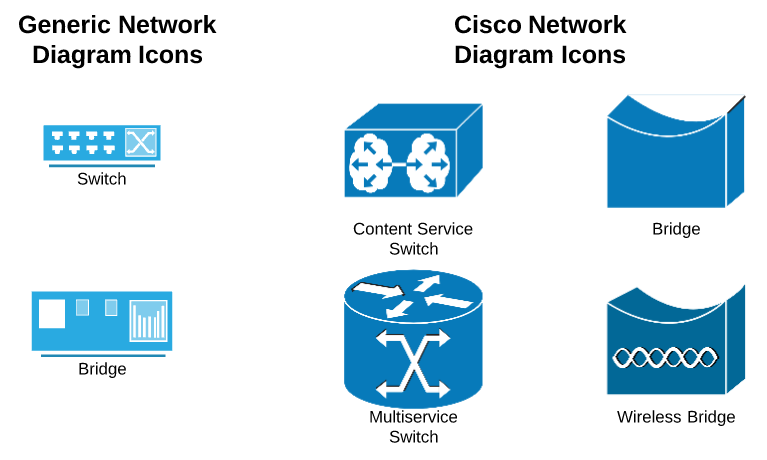 Generic Network
Diagram Icons
Cisco Network
Diagram Icons
Switch
Content Service
Switch
Bridge
Bridge
Multiservice
Switch
Wireless Bridge